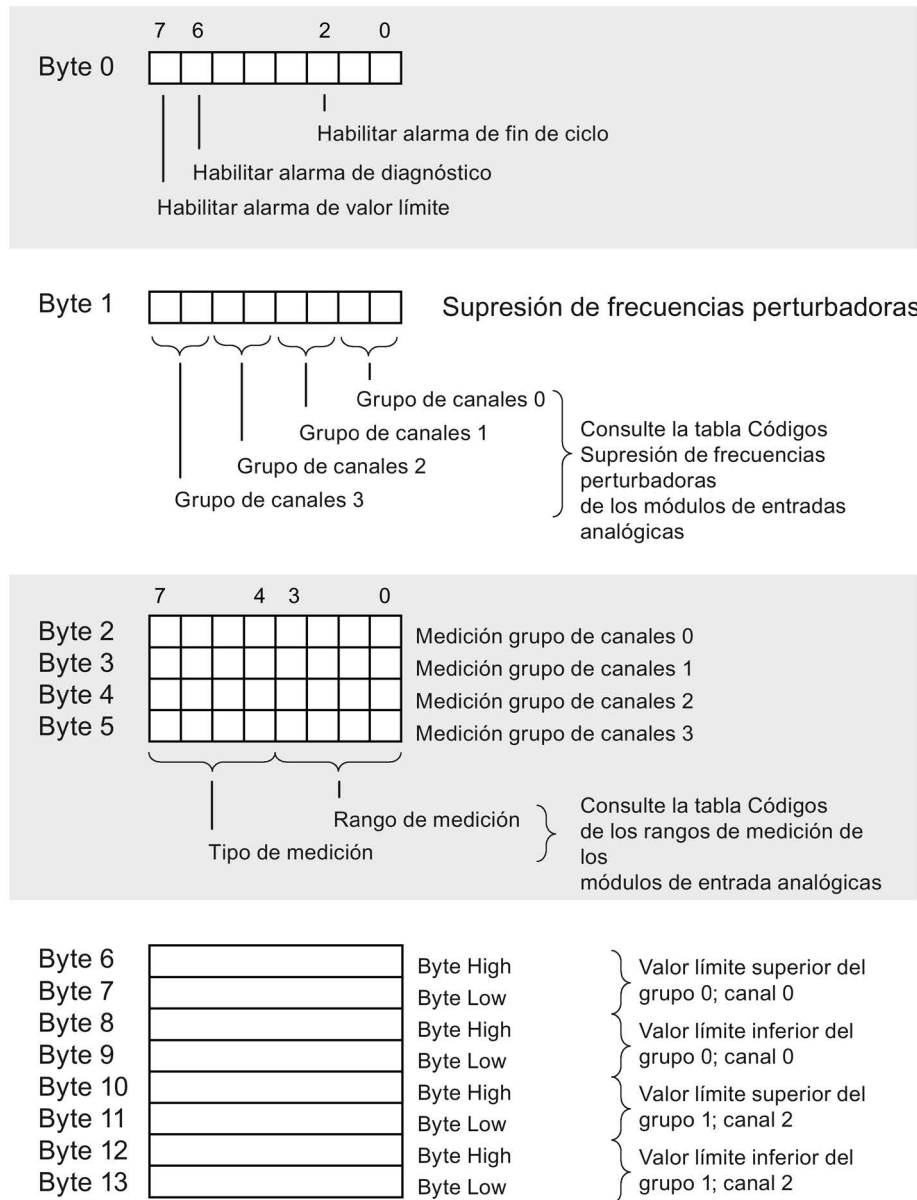 7 6 2 0
Byte 0
Habilitar alarma de fin de ciclo
Habilitar alarma de diagnóstico
Habilitar alarma de valor límite
Byte 1
Supresión de frecuencias perturbadoras
Grupo de canales 0
Grupo de canales 1
Grupo de canales 2
Grupo de canales 3
Consulte la tabla Códigos
Supresión de frecuencias
perturbadoras
de los módulos de entradas
analógicas
7 4 3 0
Byte 2 Medición grupo de canales 0
Byte 3 Medición grupo de canales 1
Byte 4 Medición grupo de canales 2
Byte 5 Medición grupo de canales 3
Rango de medición
Tipo de medición
Consulte la tabla Códigos
de los rangos de medición de
los
módulos de entrada analógicas
Byte 6 Byte High
Byte 7 Byte Low
Valor límite superior del
grupo 0; canal 0
Byte 8 Byte High
Byte 9 Byte Low
Valor límite inferior del
grupo 0; canal 0
Byte 10 Byte High
Byte 11 Byte Low
Valor límite superior del
grupo 1; canal 2
Byte 12 Byte High
Byte 13 Byte Low
Valor límite inferior del
grupo 1; canal 2